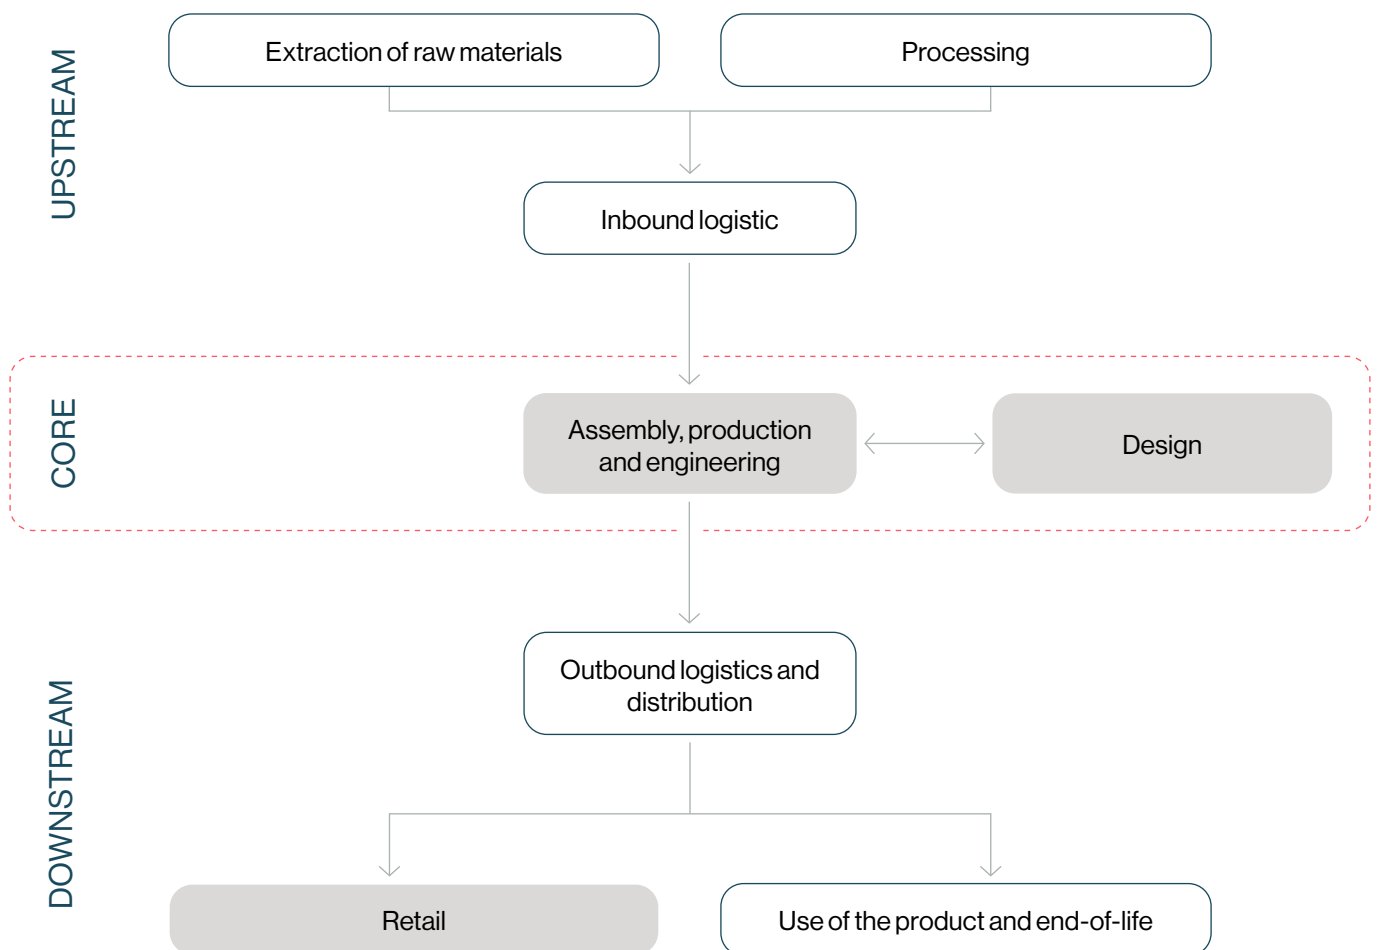 UPSTREAM
Extraction of raw materials
Processing
Inbound logistic
CORE
Assembly, production
and engineering
Design
DOWNSTREAM
Outbound logistics and
distribution
Retail
Use of the product and end-of-life